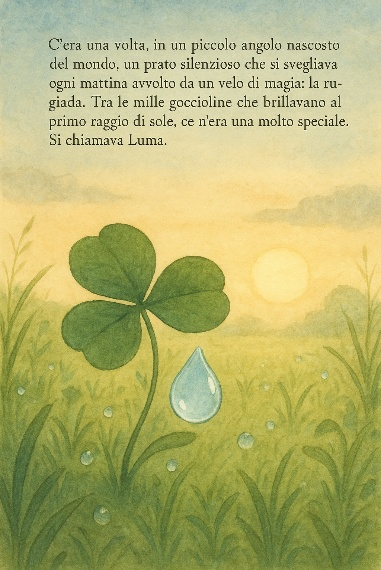 C'era una volta, in un piccolo angolo nascosto
del mondo, un prato silenzioso che si svegliava
ogni mattina avvolto da un velo di magia: la ru-
giada. Tra le mille goccioline che brillavano al
primo raggio di sole, ce n'era una molto speciale.
Si chiamava Luma.